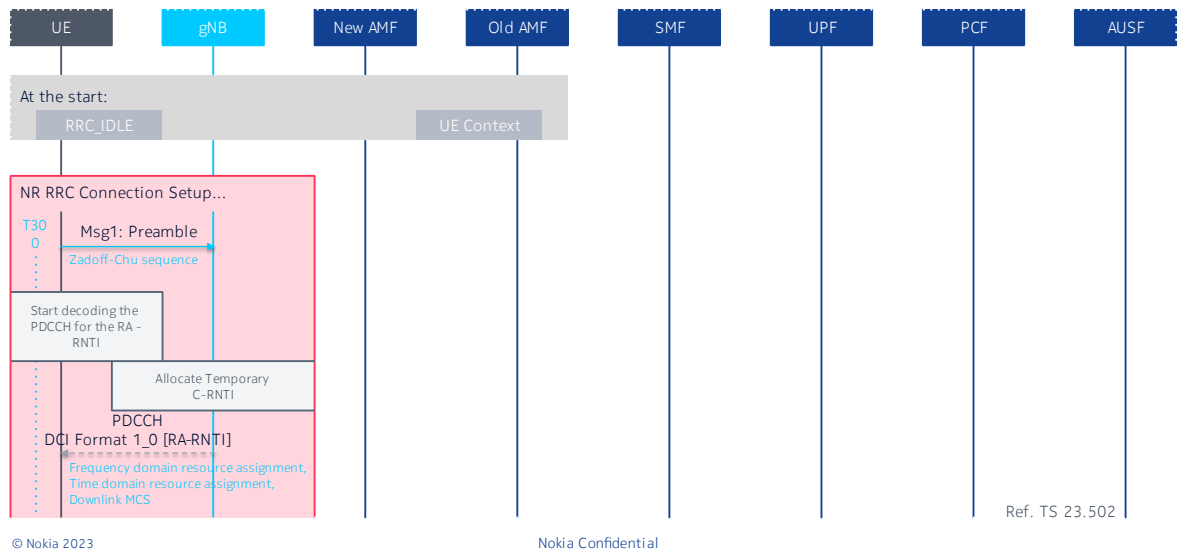 UE gNB New AMF Old AMF SMF UPF PCF AUSF
At the start:
RRC_IDLE UE Context
NR RRC Connection Setup...
T30
0
Msg1: Preamble
Zadoff-Chu sequence
Start decoding the
PDCCH for the RA -
RNTI
Allocate Temporary
C-RNTI
PDCCH
DCI Format 1_0 [RA-RNTI]
Frequency domain resource assignment,
Time domain resource assignment,
Downlink MCS
Ref. TS 23.502
© Nokia 2023 Nokia Confidential